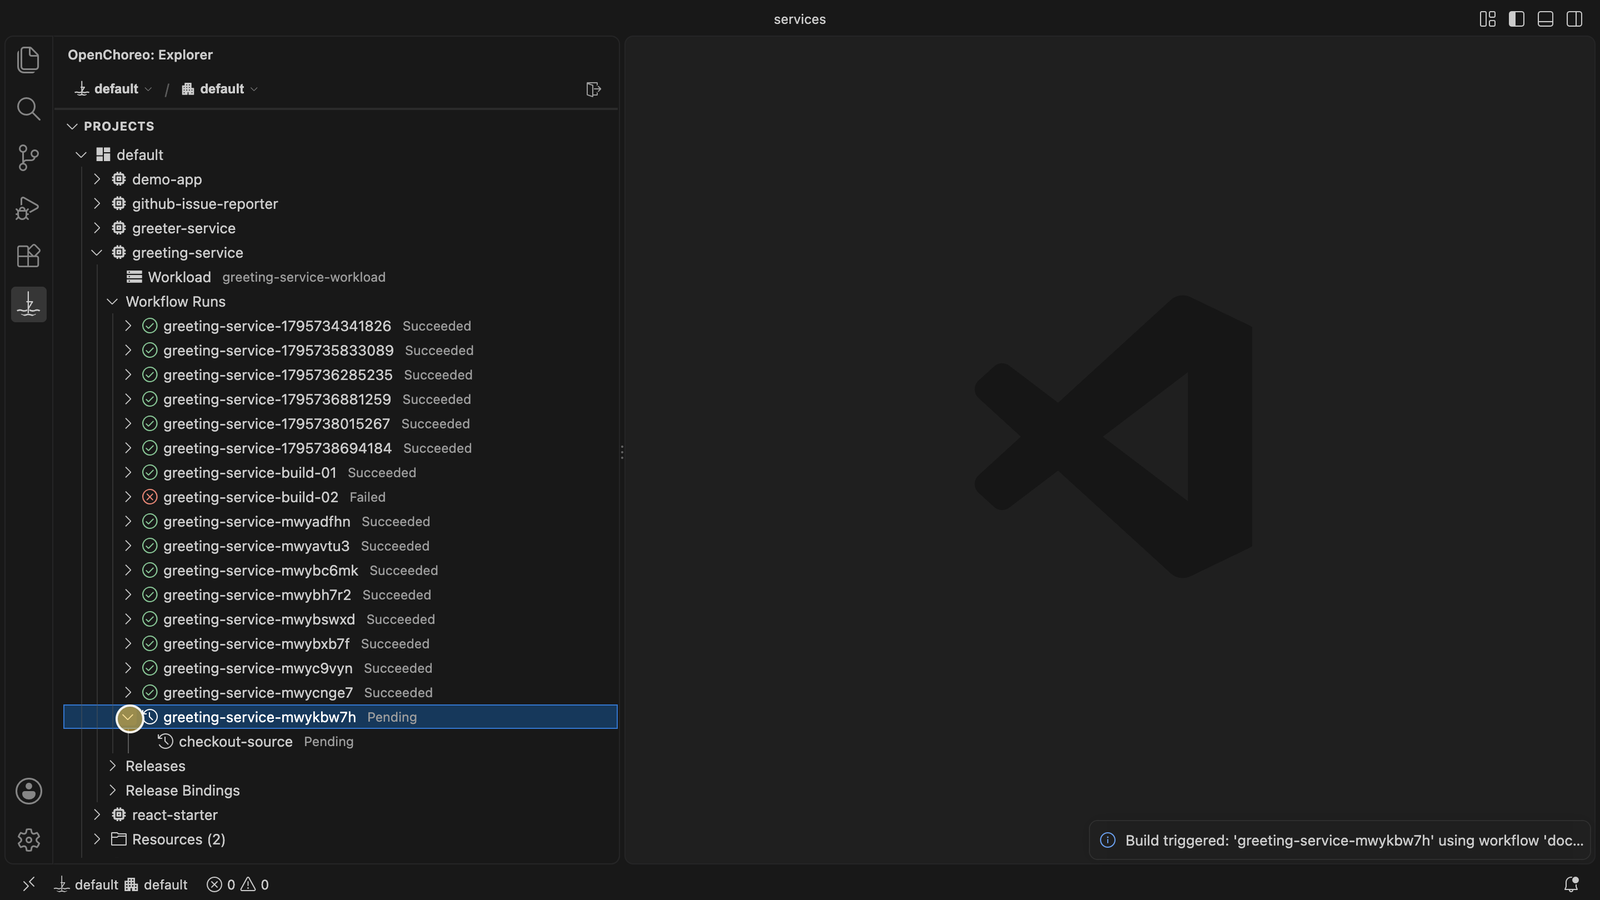 services
OpenChoreo: Explorer
default / default
PROJECTS
default
demo-app
github-issue-reporter
greeter-service
greeting-service
Workload greeting-service-workload
Workflow Runs
greeting-service-1795734341826 Succeeded
greeting-service-1795735833089 Succeeded
greeting-service-1795736285235 Succeeded
greeting-service-1795736881259 Succeeded
greeting-service-1795738015267 Succeeded
greeting-service-1795738694184 Succeeded
greeting-service-build-01 Succeeded
greeting-service-build-02 Failed
greeting-service-mwyadfhn Succeeded
greeting-service-mwyavtu3 Succeeded
greeting-service-mwybc6mk Succeeded
greeting-service-mwybh7r2 Succeeded
greeting-service-mwybswxd Succeeded
greeting-service-mwybxb7f Succeeded
greeting-service-mwyc9vyn Succeeded
greeting-service-mwycnge7 Succeeded
greeting-service-mwykbw7h Pending
checkout-source Pending
Releases
Release Bindings
react-starter
Resources (2)
Build triggered: 'greeting-service-mwykbw7h' using workflow 'doc...
default default 0 0